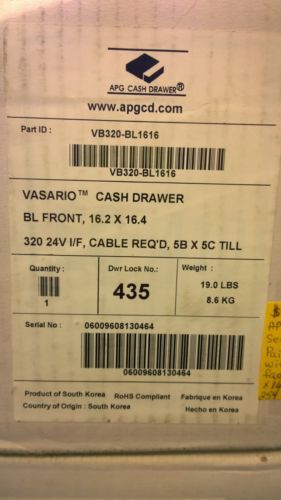 APG CASH DRAWER®
www.apgcd.com
Part ID : VB320-BL1616
VB320-BL1616
VASARIO™ CASH DRAWER
BL FRONT, 16.2 X 16.4
320 24V I/F, CABLE REQ'D, 5B X 5C TILL
Quantity : Dwr Lock No.: Weight :
1
435
19.0 LBS
8.6 KG
Serial No : 06009608130464
06009608130464
Product of South Korea RoHS Compliant Fabrique en Korea
Country of Origin : South Korea Hecho en Korea
$
AP
Se